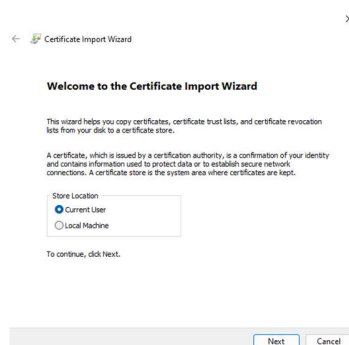 Certificate Import Wizard
Welcome to the Certificate Import Wizard
This wizard helps you copy certificates, certificate trust lists, and certificate revocation
lists from your disk to a certificate store.
A certificate, which is issued by a certification authority, is a confirmation of your identity
and contains information used to protect data or to establish secure network
connections. A certificate store is the system area where certificates are kept.
Store Location
Current User
Local Machine
To continue, click Next.
Next Cancel